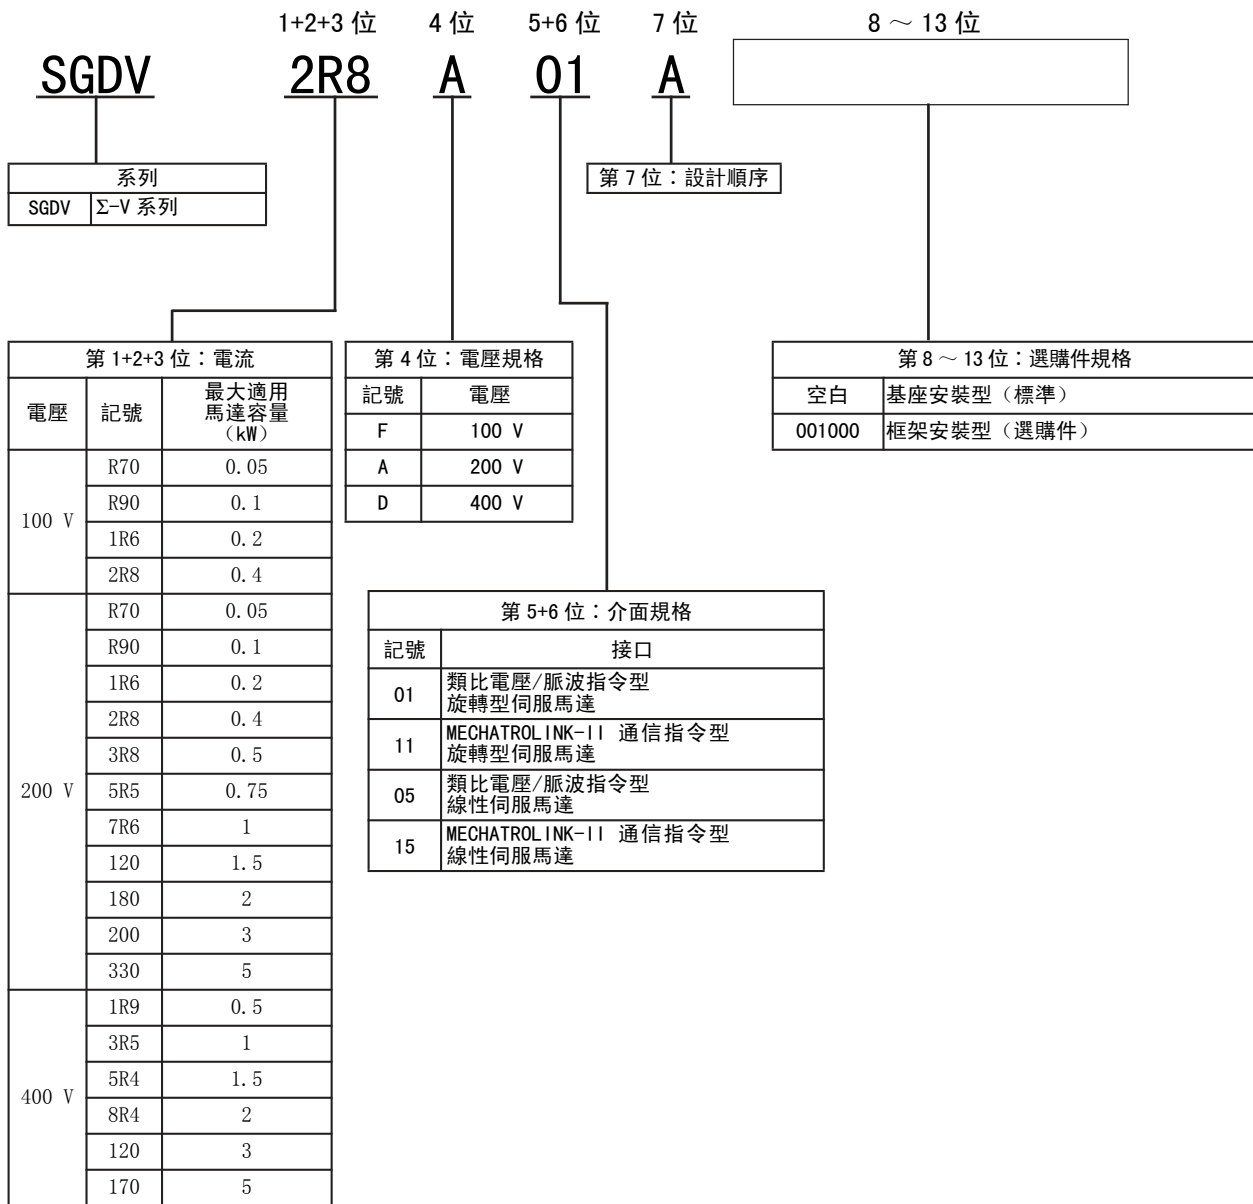 1+2+3 位 4 位 5+6 位 7 位 8 ～ 13 位
SGDV 2R8 A 01 A
系列
SGDV Σ-V 系列
第 7 位：設計順序
第 1+2+3 位：電流
電壓 記號 最大適用
馬達容量
（kW）
100 V
R70 0.05
R90 0.1
1R6 0.2
2R8 0.4
200 V
R70 0.05
R90 0.1
1R6 0.2
2R8 0.4
3R8 0.5
5R5 0.75
7R6 1
120 1.5
180 2
200 3
330 5
400 V
1R9 0.5
3R5 1
5R4 1.5
8R4 2
120 3
170 5
第 4 位：電壓規格
記號 電壓
F 100 V
A 200 V
D 400 V
第 5+6 位：介面規格
記號 接口
01 類比電壓/脈波指令型
旋轉型伺服馬達
11 MECHATROLINK-II 通信指令型
旋轉型伺服馬達
05 類比電壓/脈波指令型
線性伺服馬達
15 MECHATROLINK-II 通信指令型
線性伺服馬達
第 8 ～ 13 位：選購件規格
空白 基座安裝型（標準）
001000 框架安裝型（選購件）